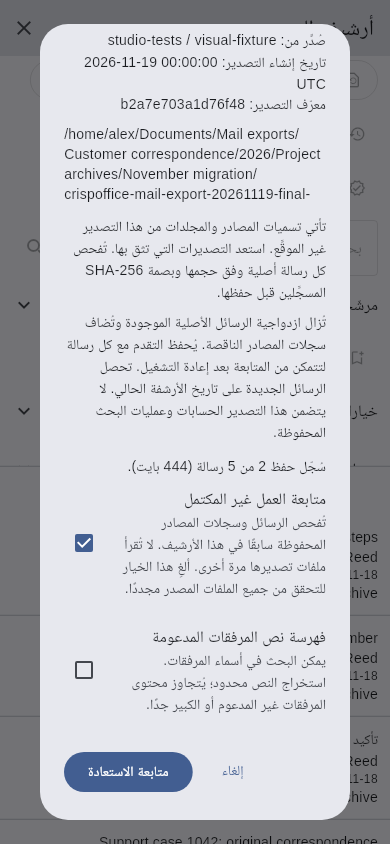 صُدِّر من: studio-tests / visual-fixture
تاريخ إنشاء التصدير: 2026-11-19 00:00:00
UTC
معرّف التصدير: b2a7e703a1d76f48
/home/alex/Documents/Mail exports/
Customer correspondence/2026/Project
archives/November migration/
crispoffice-mail-export-20261119-final-
تأتي تسميات المصادر والمجلدات من هذا التصدير
غير الموقَّع. استعد التصديرات التي تثق بها. تُفحص
كل رسالة أصلية وفق حجمها وبصمة SHA-256
المسجَّلين قبل حفظها.
تُزال ازدواجية الرسائل الأصلية الموجودة وتُضاف
سجلات المصادر الناقصة. يُحفظ التقدم مع كل رسالة
لتتمكن من المتابعة بعد إعادة التشغيل. تحصل
الرسائل الجديدة على تاريخ الأرشفة الحالي. لا
يتضمن هذا التصدير الحسابات وعمليات البحث
المحفوظة.
سُجِّل حفظ 2 من 5 رسالة (444 بايت).
متابعة العمل غير المكتمل
تُفحص الرسائل وسجلات المصادر
المحفوظة سابقًا في هذا الأرشيف. لا تُقرأ
ملفات تصديرها مرة أخرى. ألغِ هذا الخيار
للتحقق من جميع الملفات المصدر مجددًا.
فهرسة نص المرفقات المدعومة
يمكن البحث في أسماء المرفقات.
استخراج النص محدود؛ يُتجاوز محتوى
المرفقات غير المدعوم أو الكبير جدًا.
متابعة الاستعادة
إلغاء
Support case 1042: original correspondence